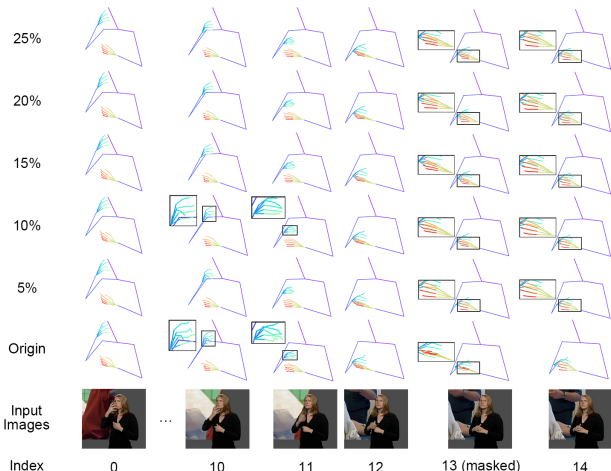 25%
20%
15%
10%
5%
Origin
Input
Images
...
Index 0 10 11 12 13 (masked) 14